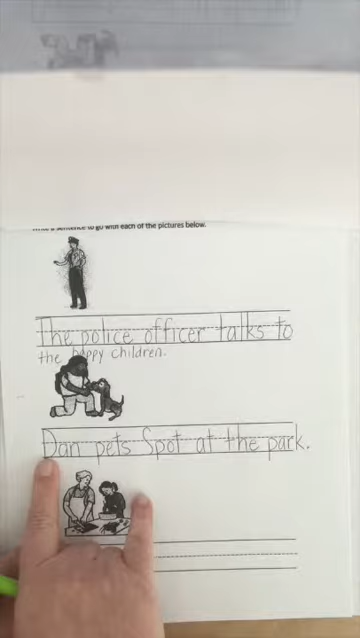 Write a sentence to go with each of the pictures below.
The police officer talks to
the happy children.
Dan pets Spot at the park.